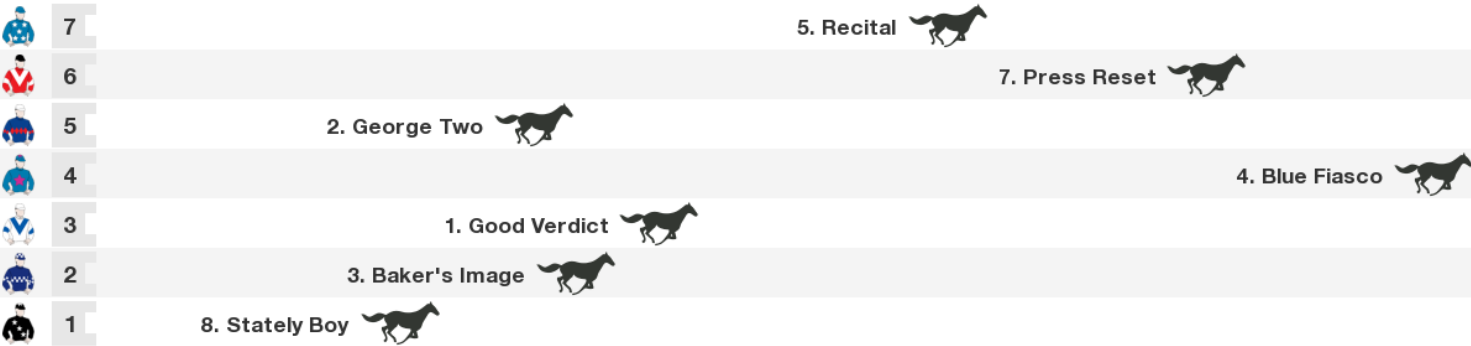 7 5. Recital
6 7. Press Reset
5 2. George Two
4 4. Blue Fiasco
3 1. Good Verdict
2 3. Baker's Image
1 8. Stately Boy